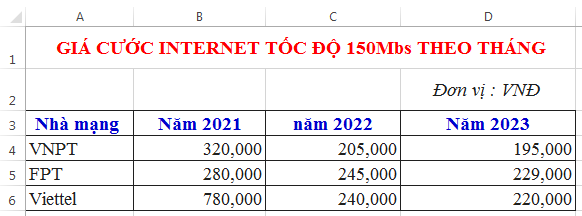 A B C D
1 GIÁ CƯỚC INTERNET TỐC ĐỘ 150Mbs THEO THÁNG
2 Đơn vị : VNĐ
3 Nhà mạng Năm 2021 năm 2022 Năm 2023
4 VNPT 320,000 205,000 195,000
5 FPT 280,000 245,000 229,000
6 Viettel 780,000 240,000 220,000